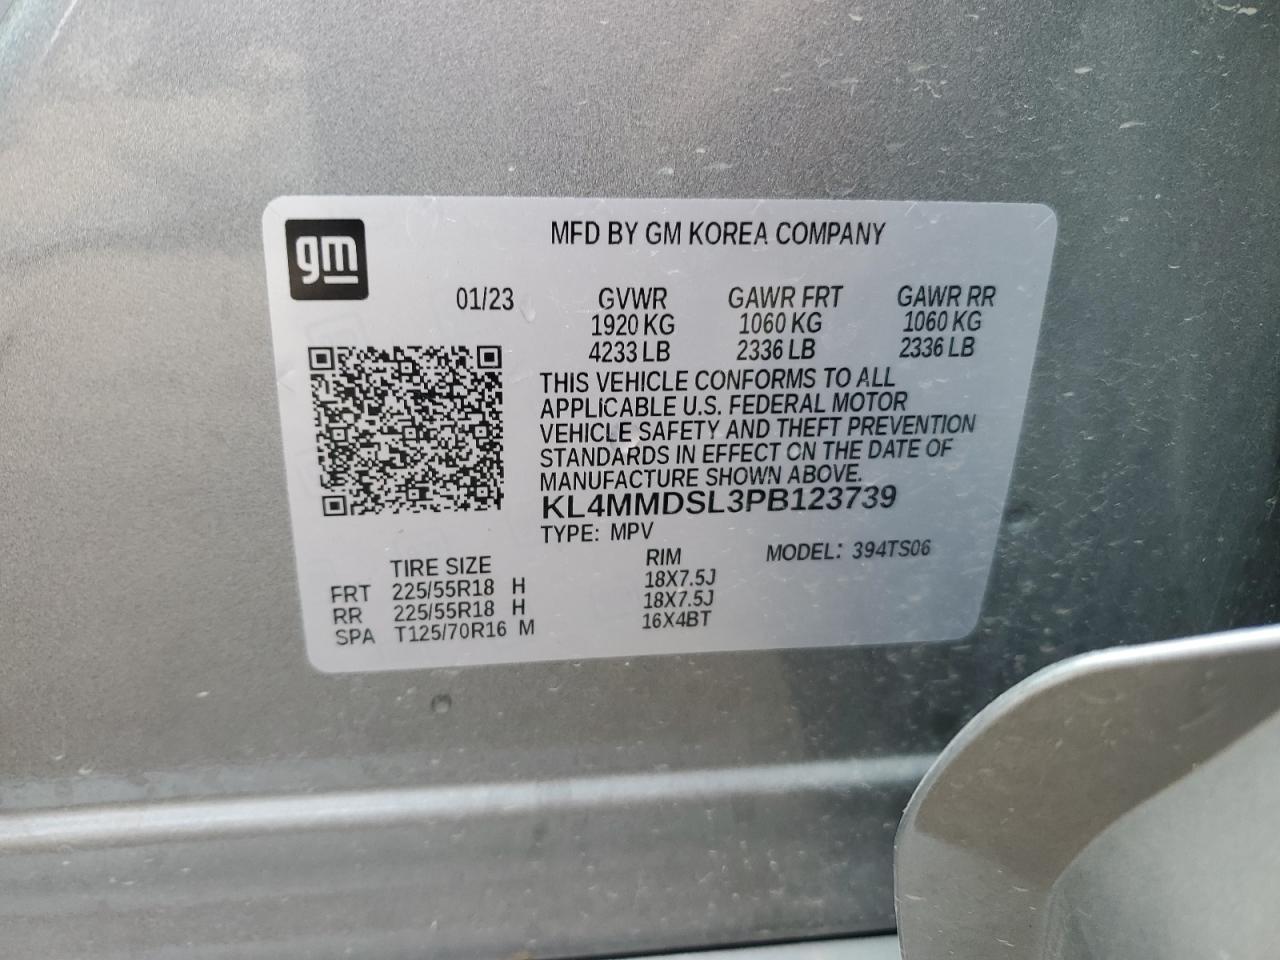 gm
MFD BY GM KOREA COMPANY
01/23 GVWR GAWR FRT GAWR RR
1920 KG 1060 KG 1060 KG
4233 LB 2336 LB 2336 LB
THIS VEHICLE CONFORMS TO ALL
APPLICABLE U.S. FEDERAL MOTOR
VEHICLE SAFETY AND THEFT PREVENTION
STANDARDS IN EFFECT ON THE DATE OF
MANUFACTURE SHOWN ABOVE.
KL4MMDSL3PB123739
TYPE: MPV MODEL: 394TS06
TIRE SIZE RIM
FRT 225/55R18 H 18X7.5J
RR 225/55R18 H 18X7.5J
SPA T125/70R16 M 16X4BT